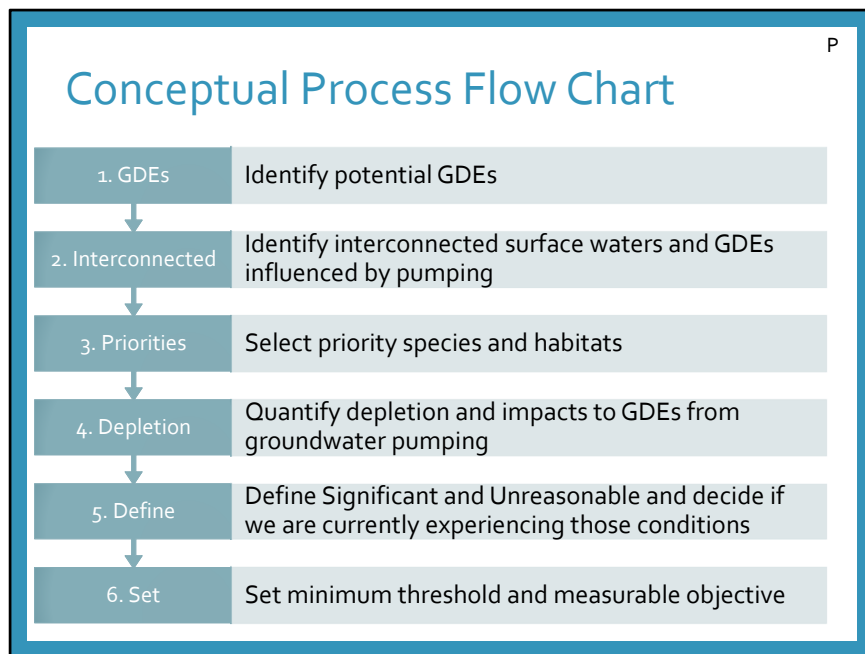 P
Conceptual Process Flow Chart
1. GDEs
Identify potential GDEs
2. Interconnected
Identify interconnected surface waters and GDEs
influenced by pumping
3. Priorities
Select priority species and habitats
4. Depletion
Quantify depletion and impacts to GDEs from
groundwater pumping
5. Define
Define Significant and Unreasonable and decide if
we are currently experiencing those conditions
6. Set
Set minimum threshold and measurable objective